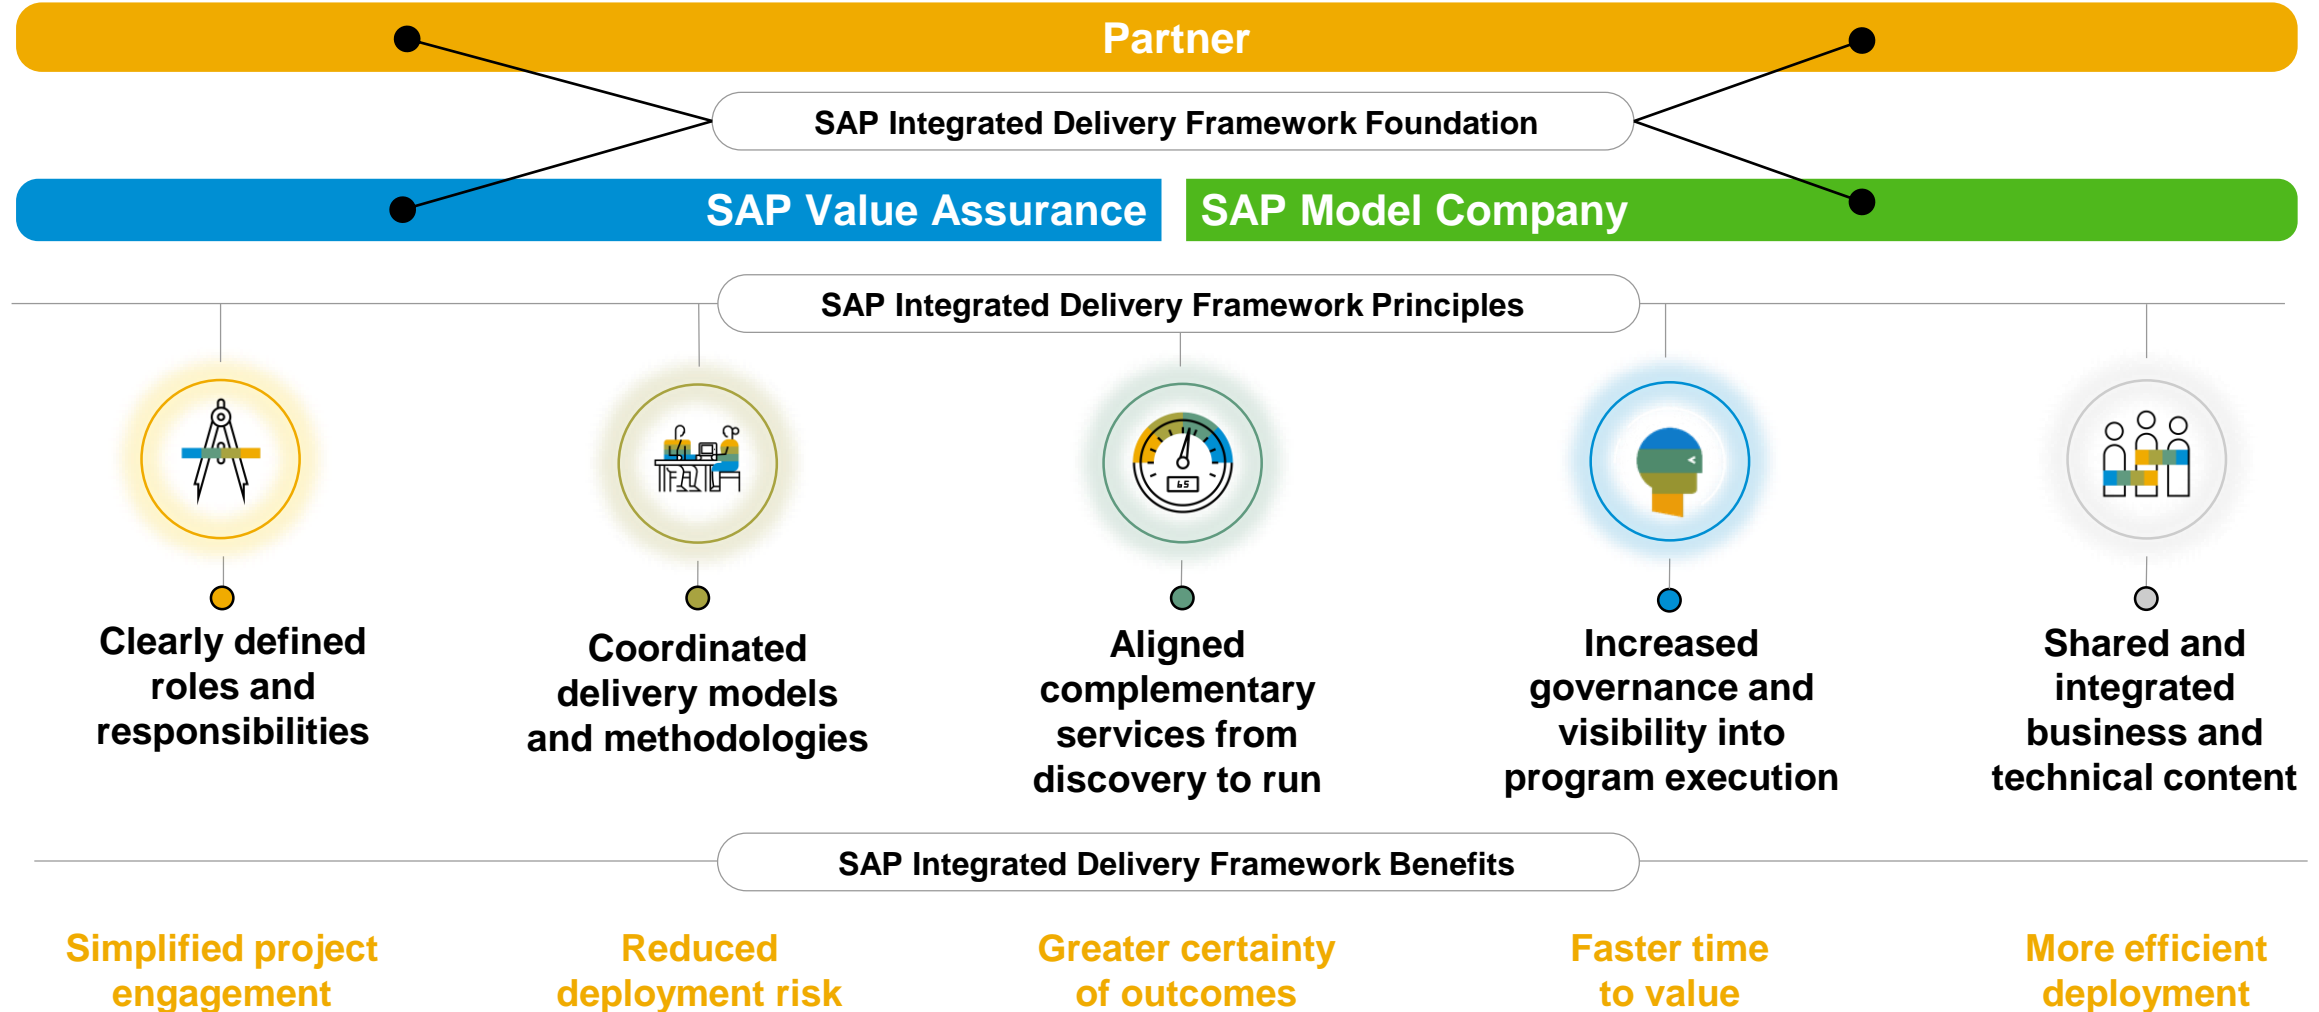 Partner
SAP Integrated Delivery Framework Foundation
SAP Value Assurance
SAP Model Company
SAP Integrated Delivery Framework Principles
65
Clearly defined
roles and
responsibilities
Coordinated
delivery models
and methodologies
Aligned
complementary
services from
discovery to run
Increased
governance and
visibility into
program execution
Shared and
integrated
business and
technical content
SAP Integrated Delivery Framework Benefits
Simplified project
engagement
Reduced
deployment risk
Greater certainty
of outcomes
Faster time
to value
More efficient
deployment